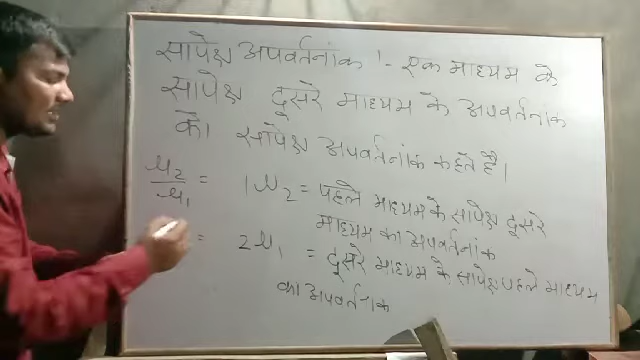 सापेक्ष अपवर्तनांक :- एक माध्यम के
सापेक्ष दूसरे माध्यम के अपवर्तनांक
को सापेक्ष अपवर्तनांक कहते है।
μ2/μ1 = 1μ2 = पहले माध्यम के सापेक्ष दूसरे
माध्यम का अपवर्तनांक
= 2μ1 = दूसरे माध्यम के सापेक्ष पहले माध्यम
का अपवर्तनांक